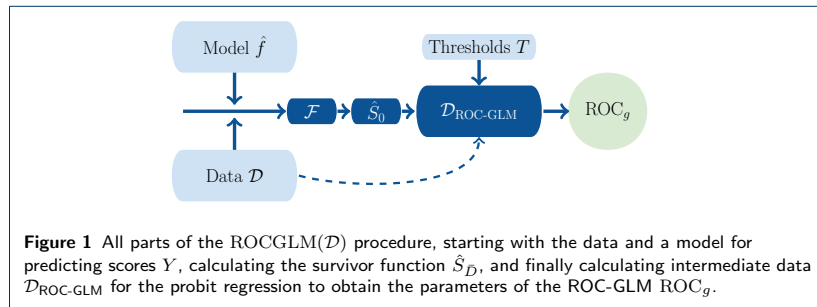 Model f̂
Thresholds T
ℱ
Ŝ₀
𝒟ROC-GLM
ROC_g
Data 𝒟
Figure 1 All parts of the ROCGLM(𝒟) procedure, starting with the data and a model for
predicting scores Y, calculating the survivor function Ŝ_D̄, and finally calculating intermediate data
𝒟ROC-GLM for the probit regression to obtain the parameters of the ROC-GLM ROC_g.